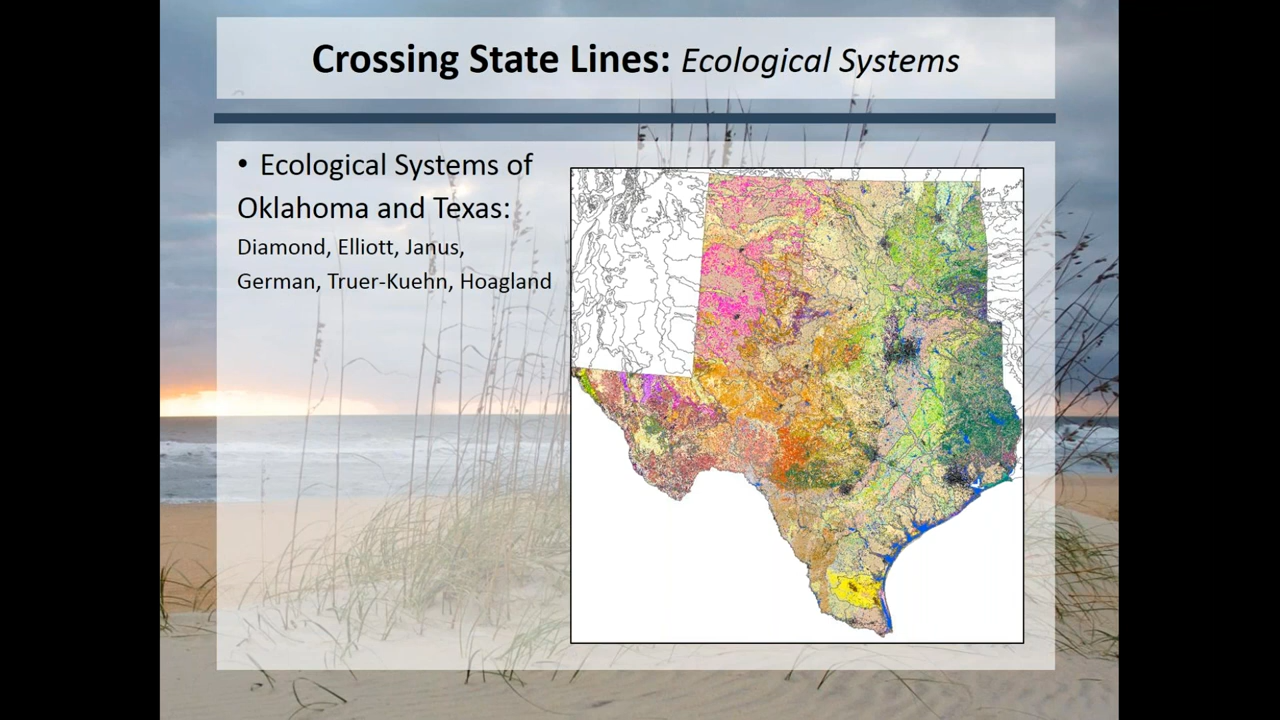 Crossing State Lines: Ecological Systems
• Ecological Systems of
Oklahoma and Texas:
Diamond, Elliott, Janus,
German, Truer-Kuehn, Hoagland